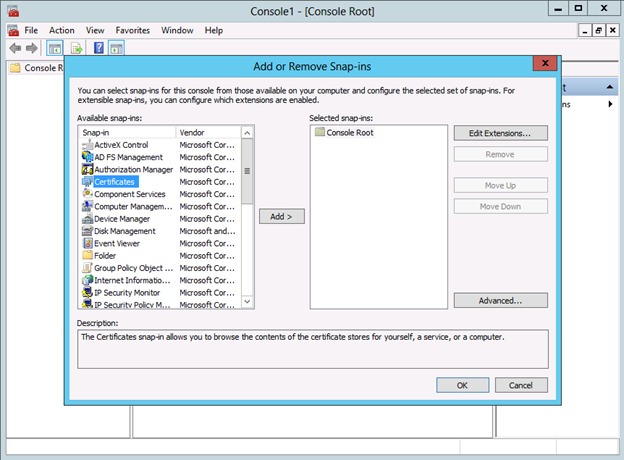 Console1 - [Console Root]
File Action View Favorites Window Help
Console R
Add or Remove Snap-ins
You can select snap-ins for this console from those available on your computer and configure the selected set of snap-ins. For
extensible snap-ins, you can configure which extensions are enabled.
Available snap-ins:
Selected snap-ins:
Snap-in Vendor
Console Root
Edit Extensions...
ActiveX Control Microsoft Cor...
AD FS Management Microsoft Cor...
Remove
Authorization Manager Microsoft Cor...
Certificates Microsoft Cor...
Move Up
Component Services Microsoft Cor...
Computer Managem... Microsoft Cor...
Move Down
Device Manager Microsoft Cor...
Add >
Disk Management Microsoft and...
Event Viewer Microsoft Cor...
Folder Microsoft Cor...
Group Policy Object ... Microsoft Cor...
Internet Informatio... Microsoft Cor...
IP Security Monitor Microsoft Cor...
Advanced...
IP Security Policy M... Microsoft Cor...
Description:
The Certificates snap-in allows you to browse the contents of the certificate stores for yourself, a service, or a computer.
OK
Cancel
t
ns